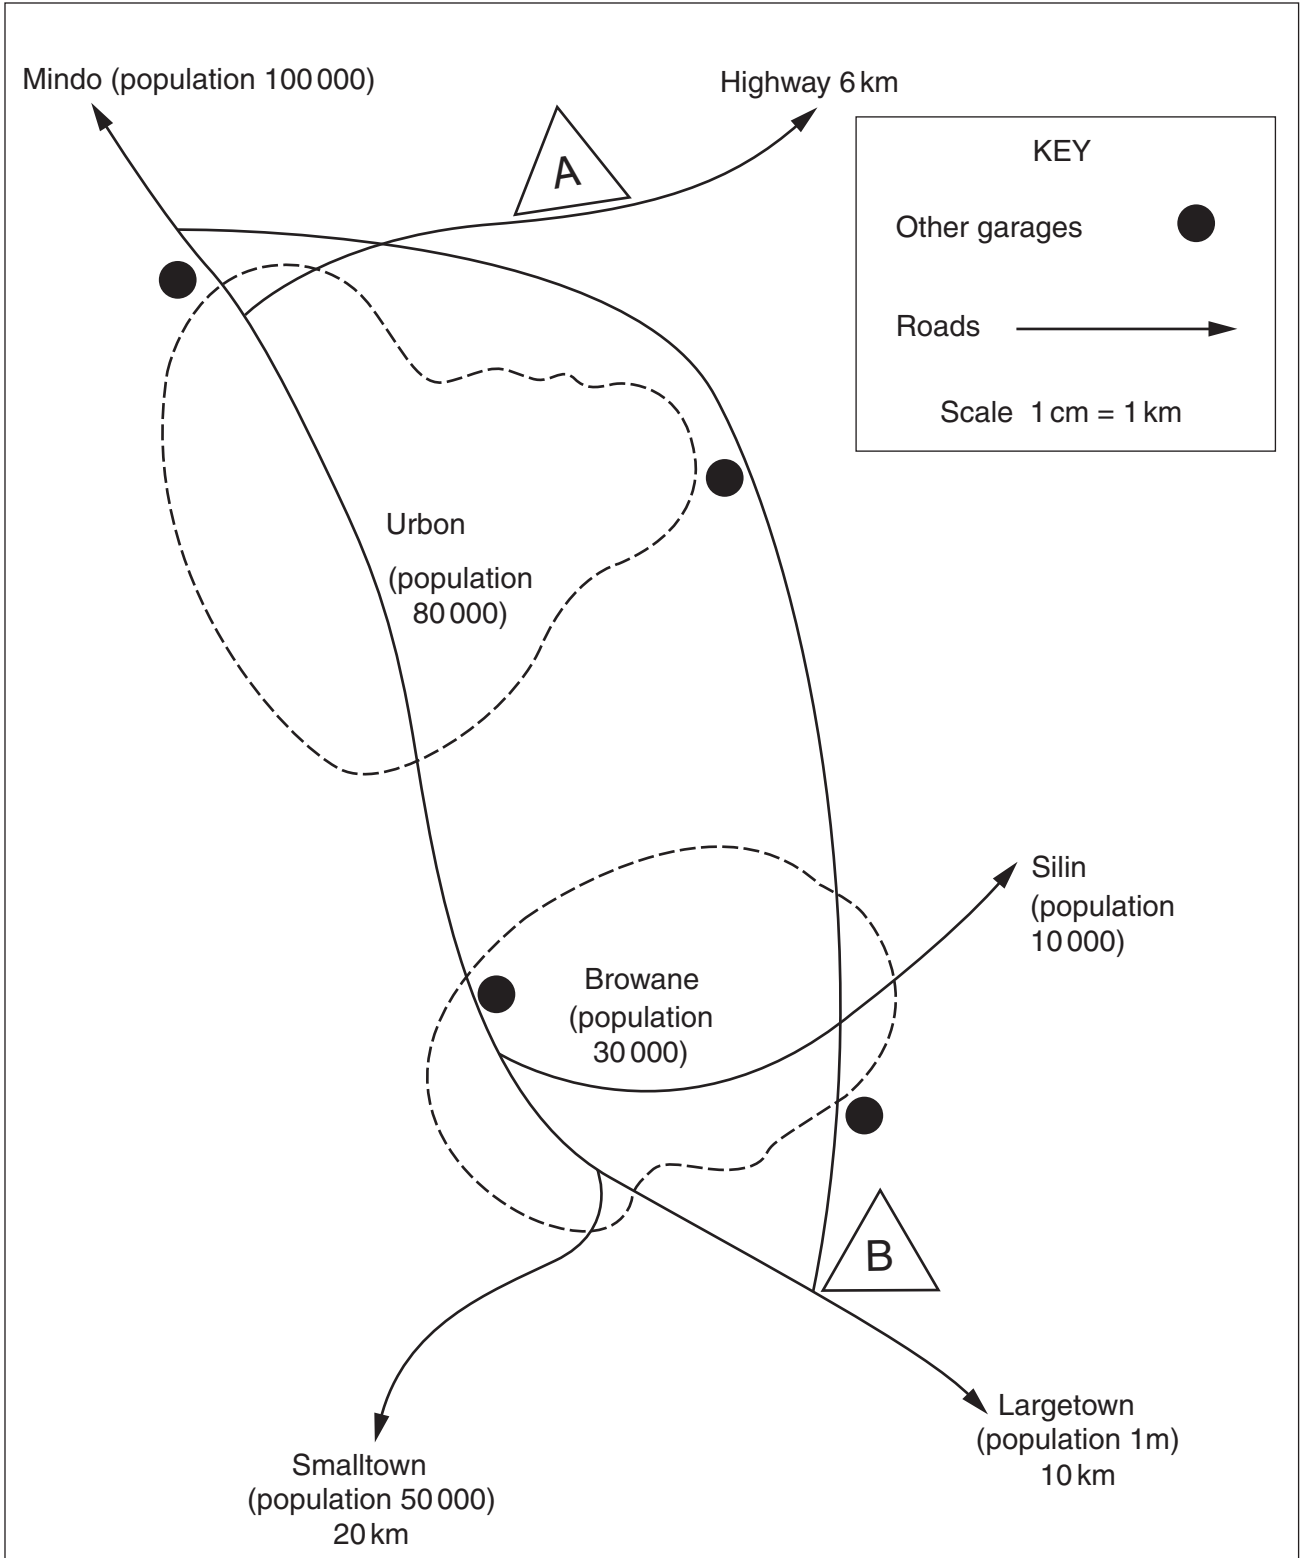 Mindo (population 100 000)
Highway 6 km
A
KEY
Other garages
Roads
Scale 1 cm = 1 km
Urbon
(population
80 000)
Silin
(population
10 000)
Browane
(population
30 000)
B
Largetown
(population 1m)
10 km
Smalltown
(population 50 000)
20 km